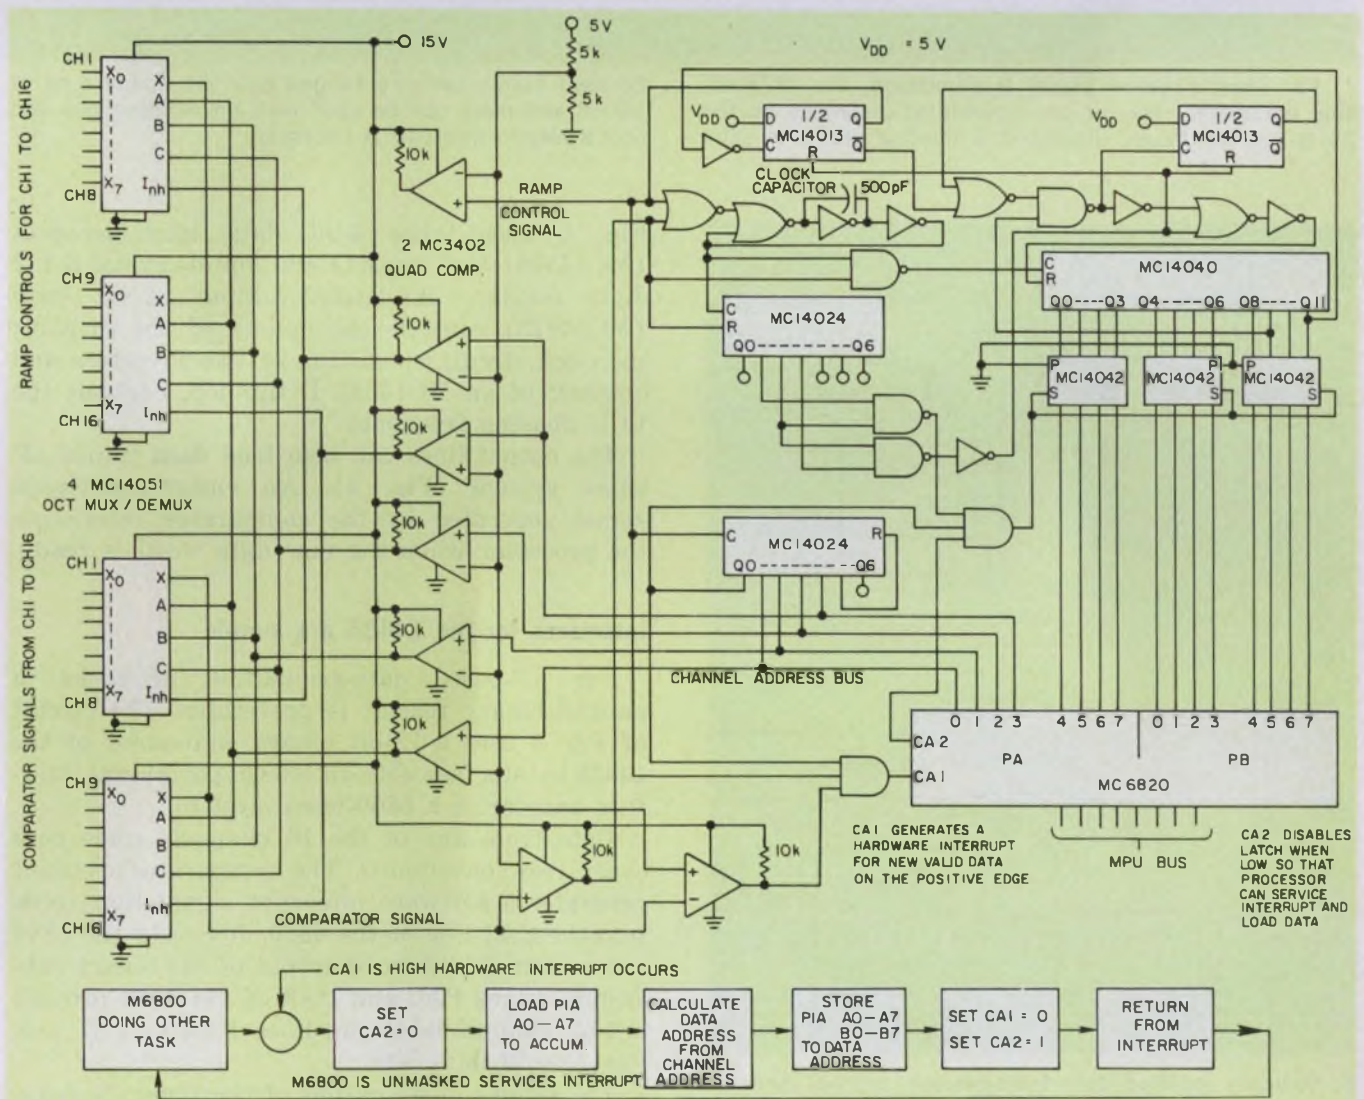 RAMP CONTROLS FOR CH1 TO CH16
COMPARATOR SIGNALS FROM CH1 TO CH16
CH1
X0
X7
CH8
X
A
B
C
Inh
CH9
X0
X7
CH16
X
A
B
C
Inh
4 MC14051
OCT MUX / DEMUX
CH1
X0
X7
CH8
X
A
B
C
Inh
CH9
X0
X7
CH16
X
A
B
C
Inh
15V
5V
5k
5k
10k
RAMP
CONTROL
SIGNAL
2 MC3402
QUAD COMP.
10k
10k
10k
10k
10k
10k
10k
COMPARATOR SIGNAL
VDD = 5 V
VDD
D 1/2 Q
MC14013
C Q
R
VDD
D 1/2 Q
MC14013
C Q
R
CLOCK
CAPACITOR
500pF
C
R
MC14024
Q0 Q6
C
R
MC14040
Q0 Q3 Q4 Q6 Q8 Q11
P
MC14042
S
P
MC14042
S
P
MC14042
S
C R
MC14024
Q0 Q6
CHANNEL ADDRESS BUS
0 1 2 3 4 5 6 7 0 1 2 3 4 5 6 7
CA2
CA1
PA
PB
MC6820
MPU BUS
CA1 GENERATES A
HARDWARE INTERRUPT
FOR NEW VALID DATA
ON THE POSITIVE EDGE
CA2 DISABLES
LATCH WHEN
LOW SO THAT
PROCESSOR
CAN SERVICE
INTERRUPT AND
LOAD DATA
CA1 IS HIGH HARDWARE INTERRUPT OCCURS
M6800
DOING OTHER
TASK
SET
CA2=0
LOAD PIA
A0-A7
TO ACCUM.
CALCULATE
DATA
ADDRESS
FROM
CHANNEL
ADDRESS
STORE
PIA A0-A7
B0-B7
TO DATA
ADDRESS
SET CA1 = 0
SET CA2 = 1
RETURN
FROM
INTERRUPT
M6800 IS UNMASKED SERVICES INTERRUPT